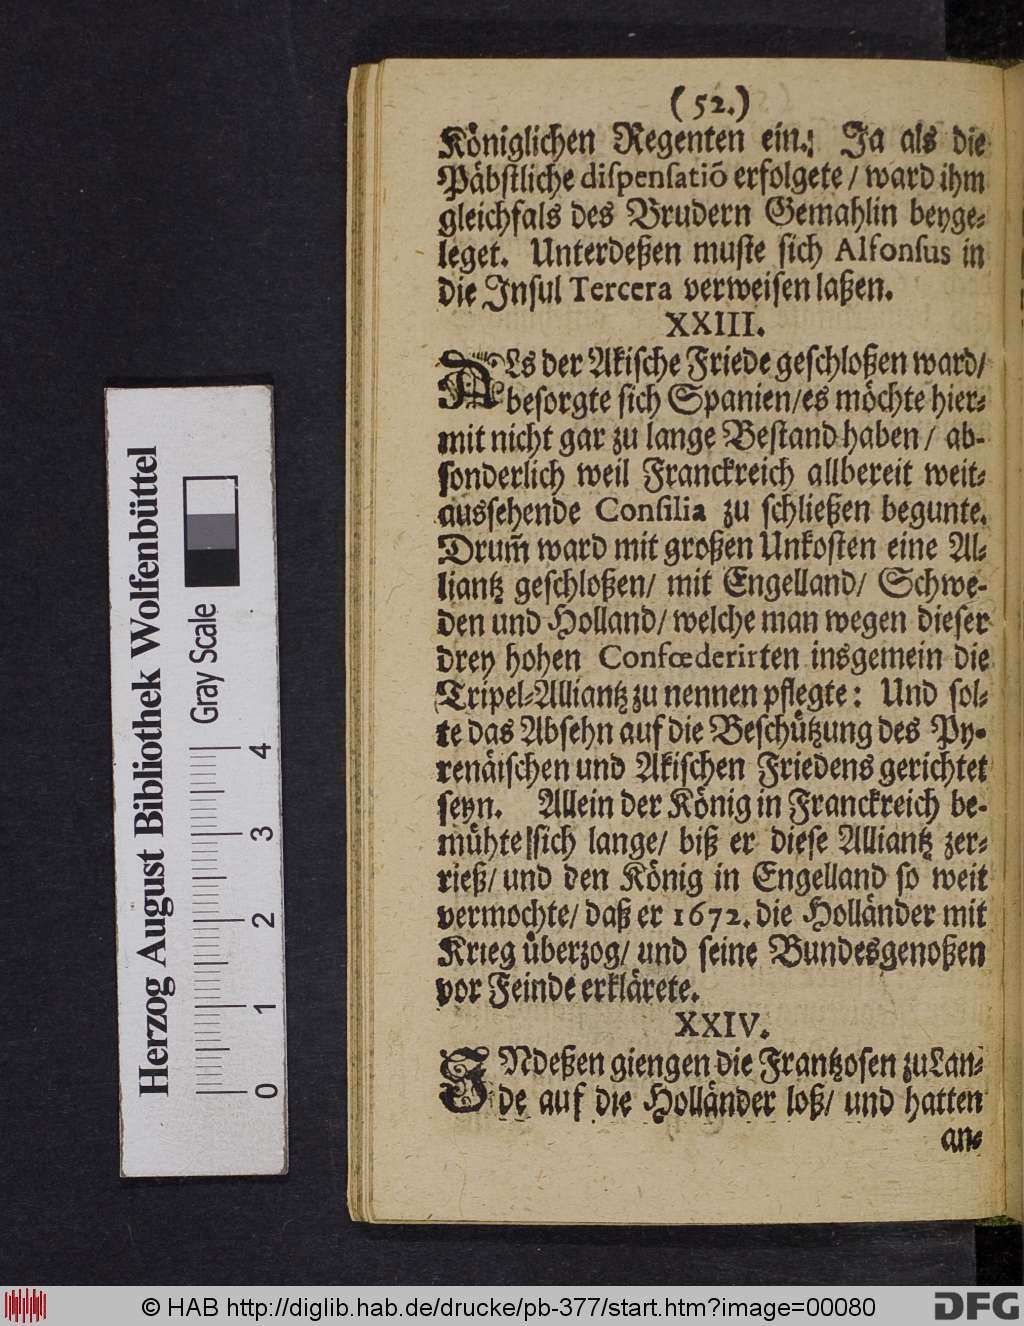 (52.)
Königlichen Regenten ein.; Ja als die
Päbstliche dispensatiõ erfolgete / ward ihm
gleichfals des Brudern Gemahlin beyge-
leget. Unterdeßen muste sich Alfonsus in
die Insul Tercera verweisen laßen.
XXIII.
ALs der Akische Friede geschloßen ward/
besorgte sich Spanien/es möchte hier-
mit nicht gar zu lange Bestand haben / ab-
sonderlich weil Franckreich allbereit weit-
aussehende Consilia zu schließen begunte.
Drum̃ ward mit großen Unkosten eine Al-
liantz geschloßen/ mit Engelland/ Schwe-
den und Holland/ welche man wegen dieser
drey hohen Confœderirten insgemein die
Tripel-Alliantz zu nennen pflegte: Und sol-
te das Absehn auf die Beschützung des Py-
renäischen und Akischen Friedens gerichtet
seyn. Allein der König in Franckreich be-
mühte sich lange/ biß er diese Alliantz zer-
rieß/ und den König in Engelland so weit
vermochte/ daß er 1672. die Holländer mit
Krieg überzog/ und seine Bundesgenoßen
vor Feinde erklärete.
XXIV.
INdeßen giengen die Frantzosen zu Lan-
de auf die Holländer loß/ und hatten
an-
Herzog August Bibliothek Wolfenbüttel
Gray Scale
0 1 2 3 4
© HAB http://diglib.hab.de/drucke/pb-377/start.htm?image=00080
DFG